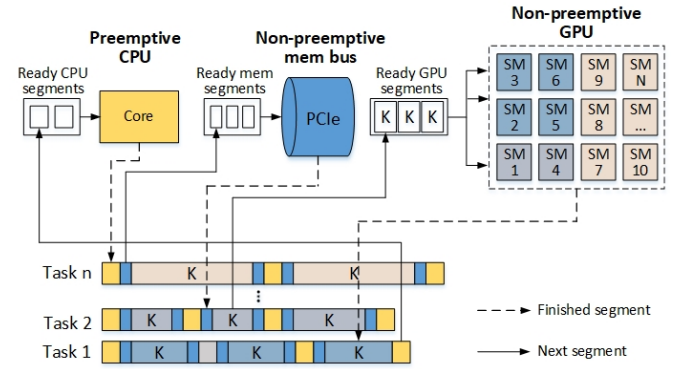 Preemptive
CPU
Non-preemptive
mem bus
Non-preemptive
GPU
Ready CPU
segments
Core
Ready mem
segments
PCIe
Ready GPU
segments
K K K
SM
3
SM
6
SM
9
SM
N
SM
2
SM
5
SM
8
SM
...
SM
1
SM
4
SM
7
SM
10
Task n
K
K
Task 2
K
K
K
Task 1
K
K
K
Finished segment
Next segment